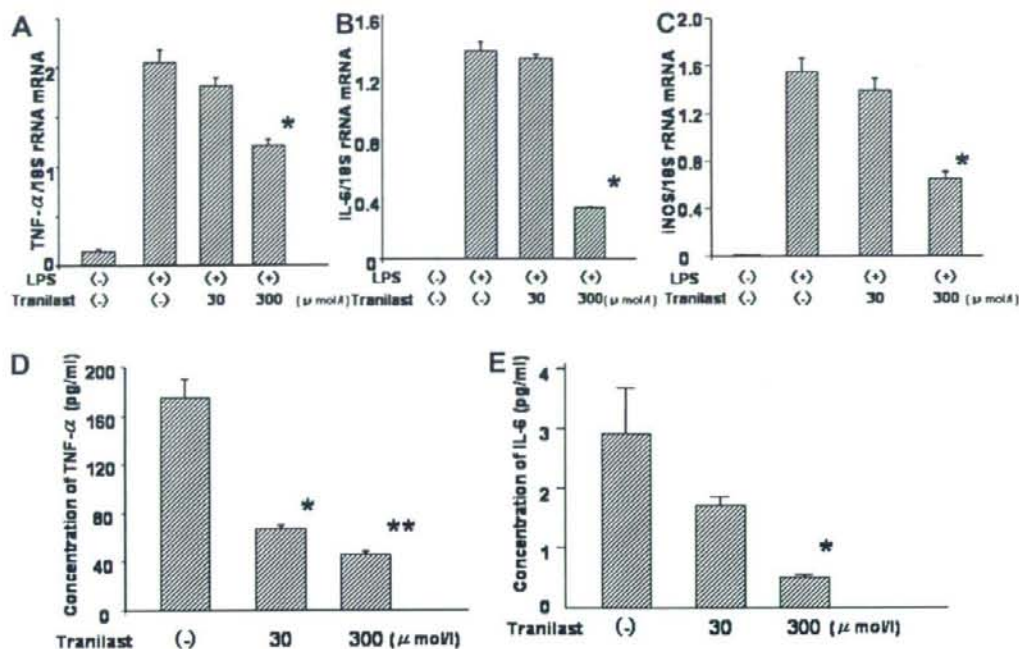 A
TNF-α/18S rRNA mRNA
2
1
0
*
LPS (-) (+) (+) (+)
Tranilast (-) (-) 30 300 (μ mol/l)
B
IL-6/18S rRNA mRNA
1.6
1.2
0.8
0.4
0
*
LPS (-) (+) (+) (+)
Tranilast (-) (-) 30 300 (μ mol/l)
C
iNOS/18S rRNA mRNA
2.0
1.6
1.2
0.8
0.4
0
*
LPS (-) (+) (+) (+)
Tranilast (-) (-) 30 300 (μ mol/l)
D
Concentration of TNF-α (pg/ml)
200
160
120
80
40
0
*
**
Tranilast (-) 30 300 (μ mol/l)
E
Concentration of IL-6 (pg/ml)
4
3
2
1
0
*
Tranilast (-) 30 300 (μ mol/l)